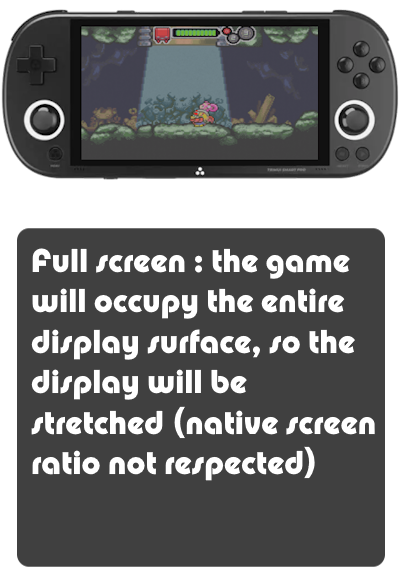 Full screen : the game
will occupy the entire
display surface, so the
display will be
stretched (native screen
ratio not respected)